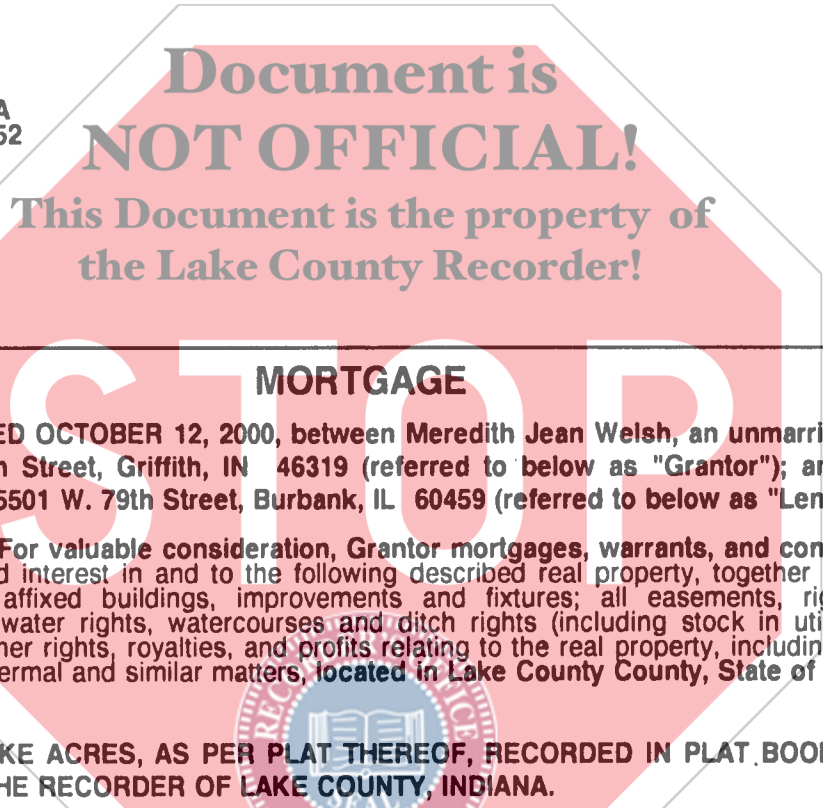 A
52
Document is
NOT OFFICIAL!
This Document is the property of
the Lake County Recorder!
STOP
MORTGAGE
ED OCTOBER 12, 2000, between Meredith Jean Welsh, an unmarri
n Street, Griffith, IN 46319 (referred to below as "Grantor"); an
5501 W. 79th Street, Burbank, IL 60459 (referred to below as "Len
For valuable consideration, Grantor mortgages, warrants, and con
d interest in and to the following described real property, together
affixed buildings, improvements and fixtures; all easements, rig
water rights, watercourses and ditch rights (including stock in uti
her rights, royalties, and profits relating to the real property, includin
ermal and similar matters, located in Lake County County, State of
KE ACRES, AS PER PLAT THEREOF, RECORDED IN PLAT BOOK
HE RECORDER OF LAKE COUNTY, INDIANA.